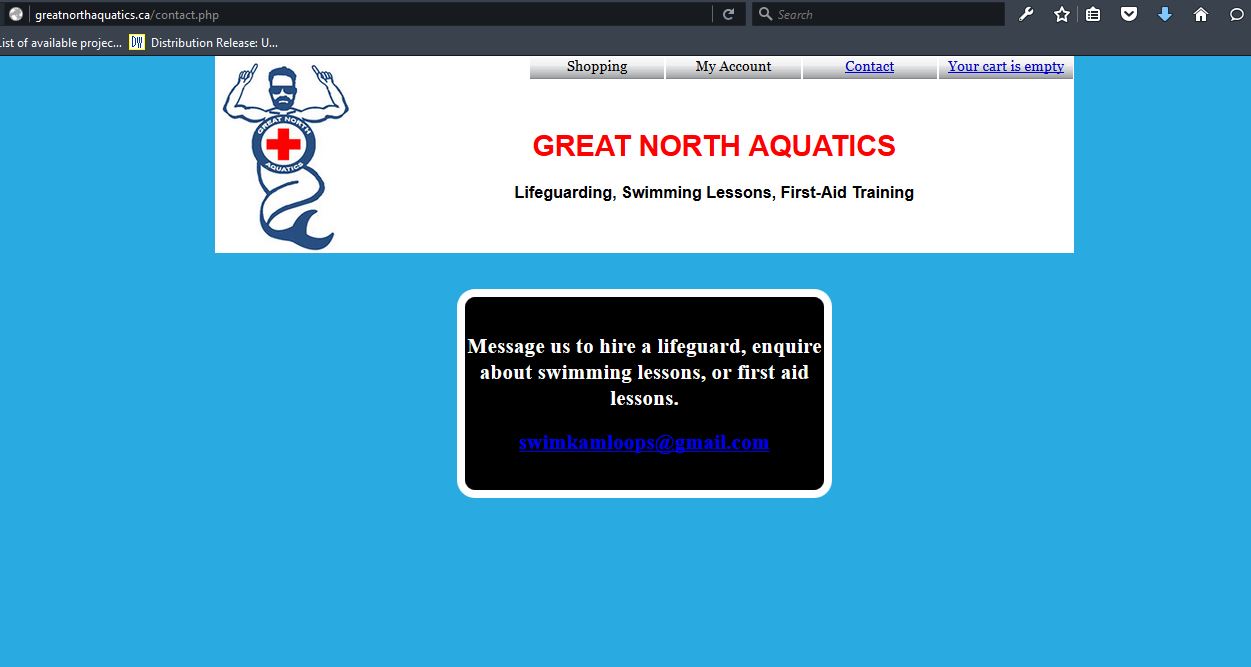 greatnorthaquatics.ca/contact.php
Search
ist of available projec...
DW
Distribution Release: U...
Shopping
My Account
Contact
Your cart is empty
GREAT NORTH
AQUATICS
GREAT NORTH AQUATICS
Lifeguarding, Swimming Lessons, First-Aid Training
Message us to hire a lifeguard, enquire
about swimming lessons, or first aid
lessons.
swimkamloops@gmail.com